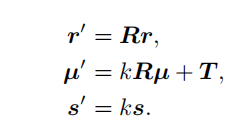 r′ = Rr,
μ′ = kRμ + T,
s′ = ks.